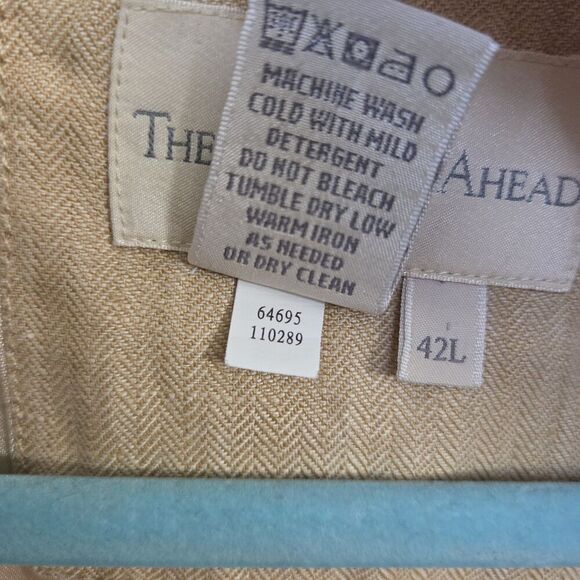 THE AHEAD
MACHINE WASH
COLD WITH MILD
DETERGENT
DO NOT BLEACH
TUMBLE DRY LOW
WARM IRON
AS NEEDED
OR DRY CLEAN
64695
110289
42L